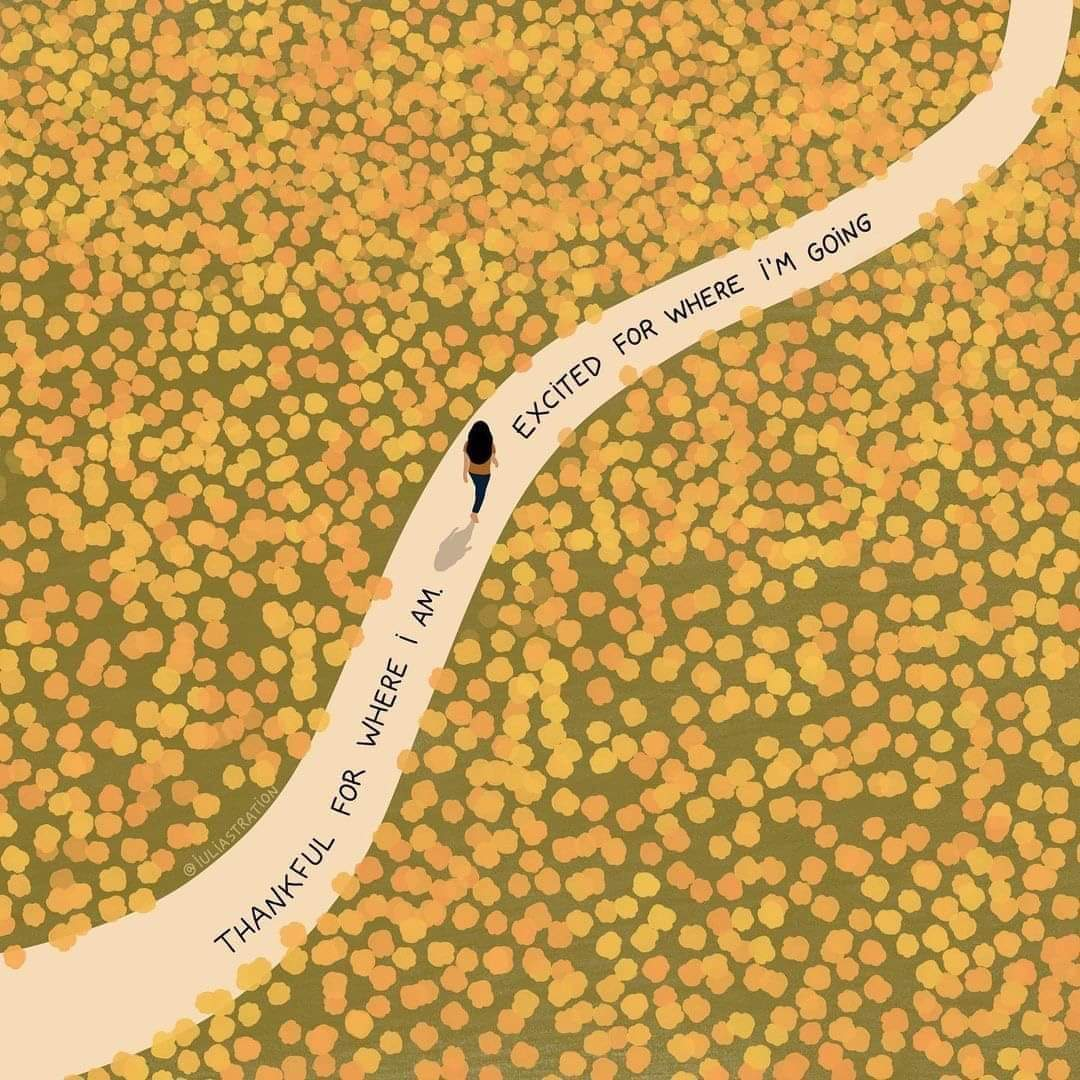 THANKFUL FOR WHERE i AM.
EXCiTED FOR WHERE i'M GOiNG
@iULiASTRATiON